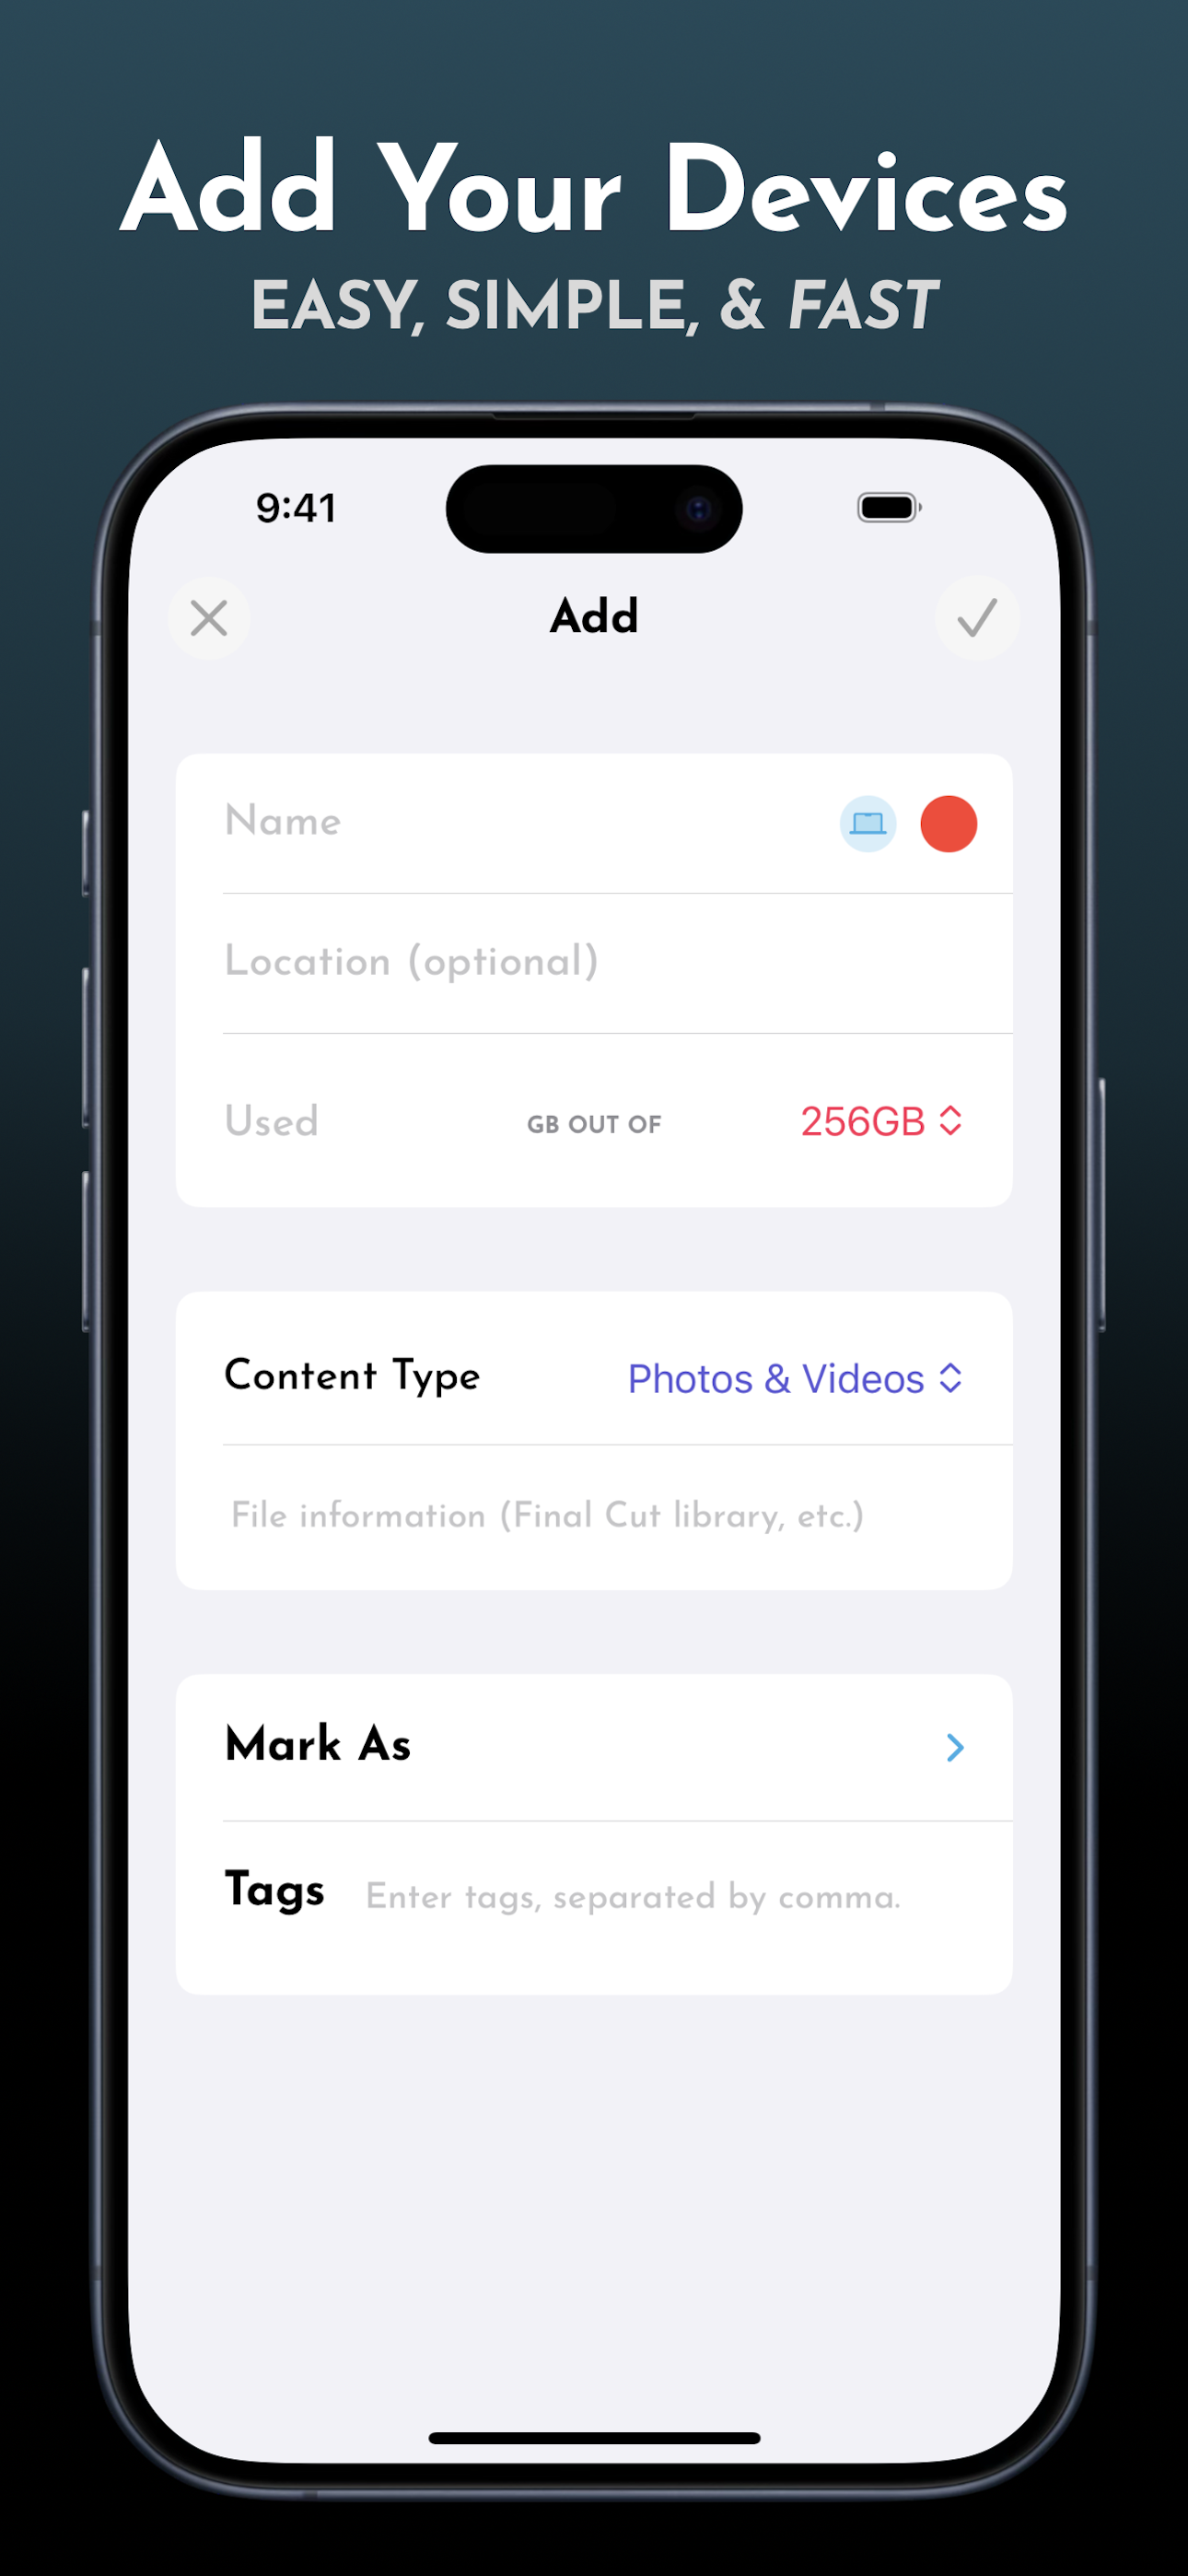 Add Your Devices
EASY, SIMPLE, & FAST
9:41
Add
Name
Location (optional)
Used GB OUT OF 256GB
Content Type Photos & Videos
File information (Final Cut library, etc.)
Mark As
Tags Enter tags, separated by comma.